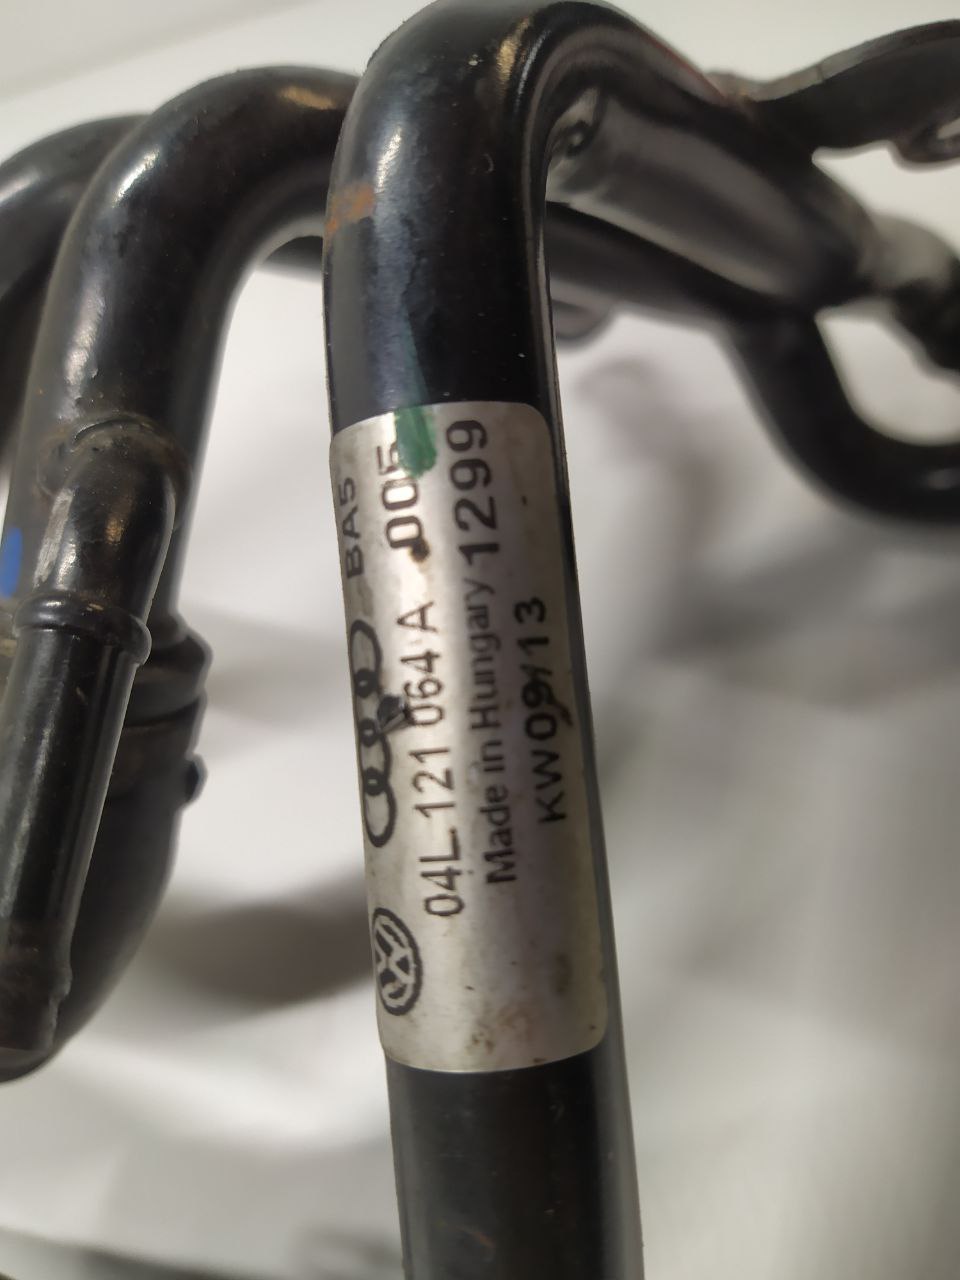 BA5
04L 121 064 A .005
Made in Hungary 1299
KW09/13